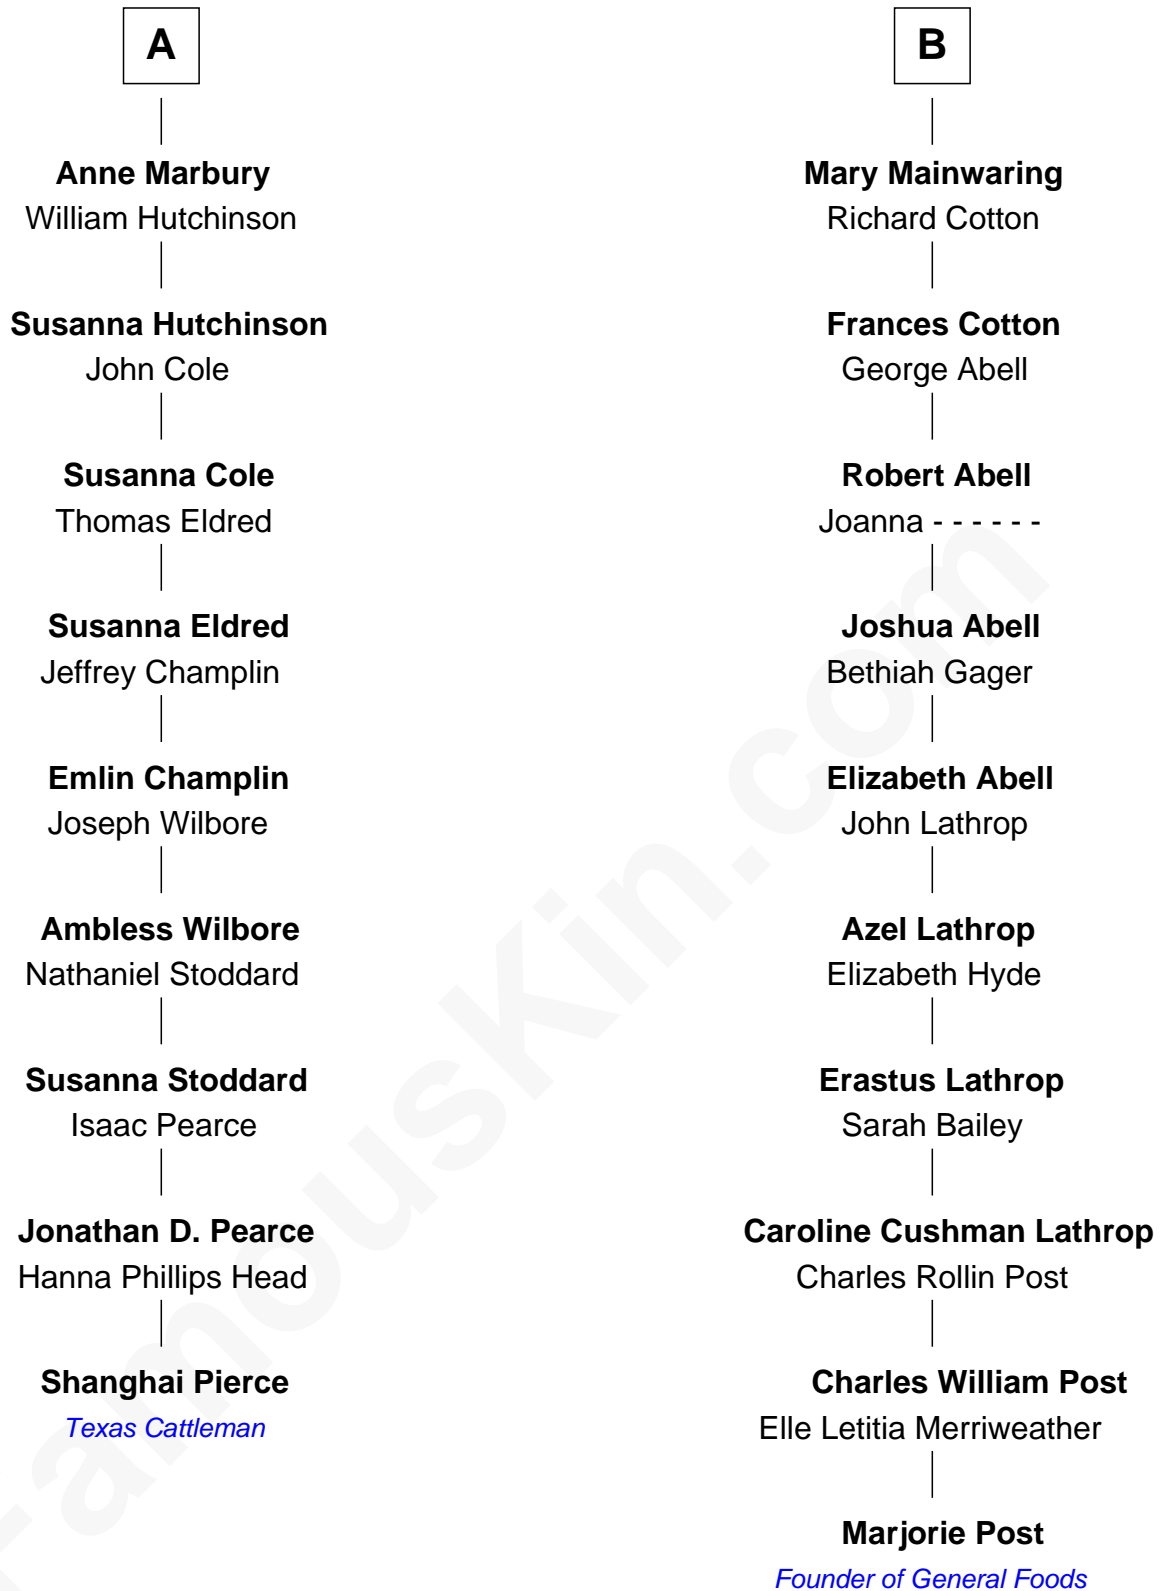 A
Anne Marbury
William Hutchinson
Susanna Hutchinson
John Cole
Susanna Cole
Thomas Eldred
Susanna Eldred
Jeffrey Champlin
Emlin Champlin
Joseph Wilbore
Ambless Wilbore
Nathaniel Stoddard
Susanna Stoddard
Isaac Pearce
Jonathan D. Pearce
Hanna Phillips Head
Shanghai Pierce
Texas Cattleman
B
Mary Mainwaring
Richard Cotton
Frances Cotton
George Abell
Robert Abell
Joanna - - - - - -
Joshua Abell
Bethiah Gager
Elizabeth Abell
John Lathrop
Azel Lathrop
Elizabeth Hyde
Erastus Lathrop
Sarah Bailey
Caroline Cushman Lathrop
Charles Rollin Post
Charles William Post
Elle Letitia Merriweather
Marjorie Post
Founder of General Foods
FamousKin.com